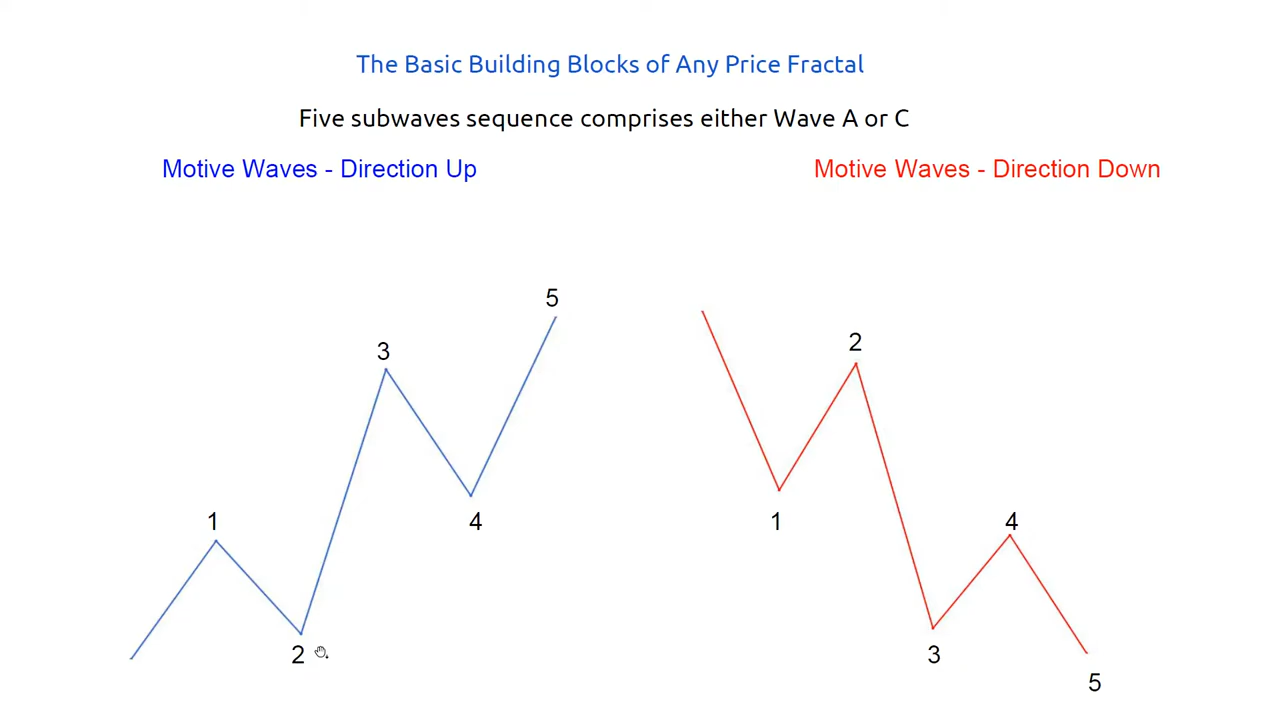 The Basic Building Blocks of Any Price Fractal
Five subwaves sequence comprises either Wave A or C
Motive Waves - Direction Up
Motive Waves - Direction Down
5
3
1
4
2
2
1
4
3
5